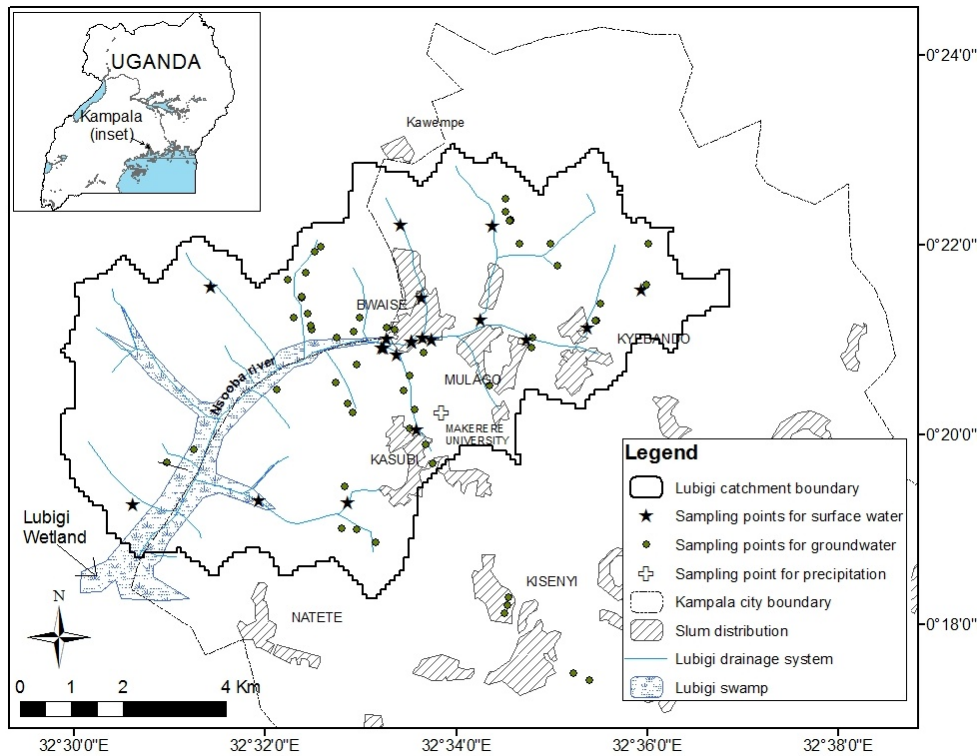 UGANDA
Kampala
(inset)
Kawempe
BWAISE
KYEBANDO
MULAGO
Nsooba river
MAKERERE
UNIVERSITY
KASUBI
Lubigi
Wetland
KISENYI
NATETE
N
0 1 2 4 Km
Legend
Lubigi catchment boundary
Sampling points for surface water
Sampling points for groundwater
Sampling point for precipitation
Kampala city boundary
Slum distribution
Lubigi drainage system
Lubigi swamp
0°24'0"
0°22'0"
0°20'0"
0°18'0"
32°30'0"E 32°32'0"E 32°34'0"E 32°36'0"E 32°38'0"E